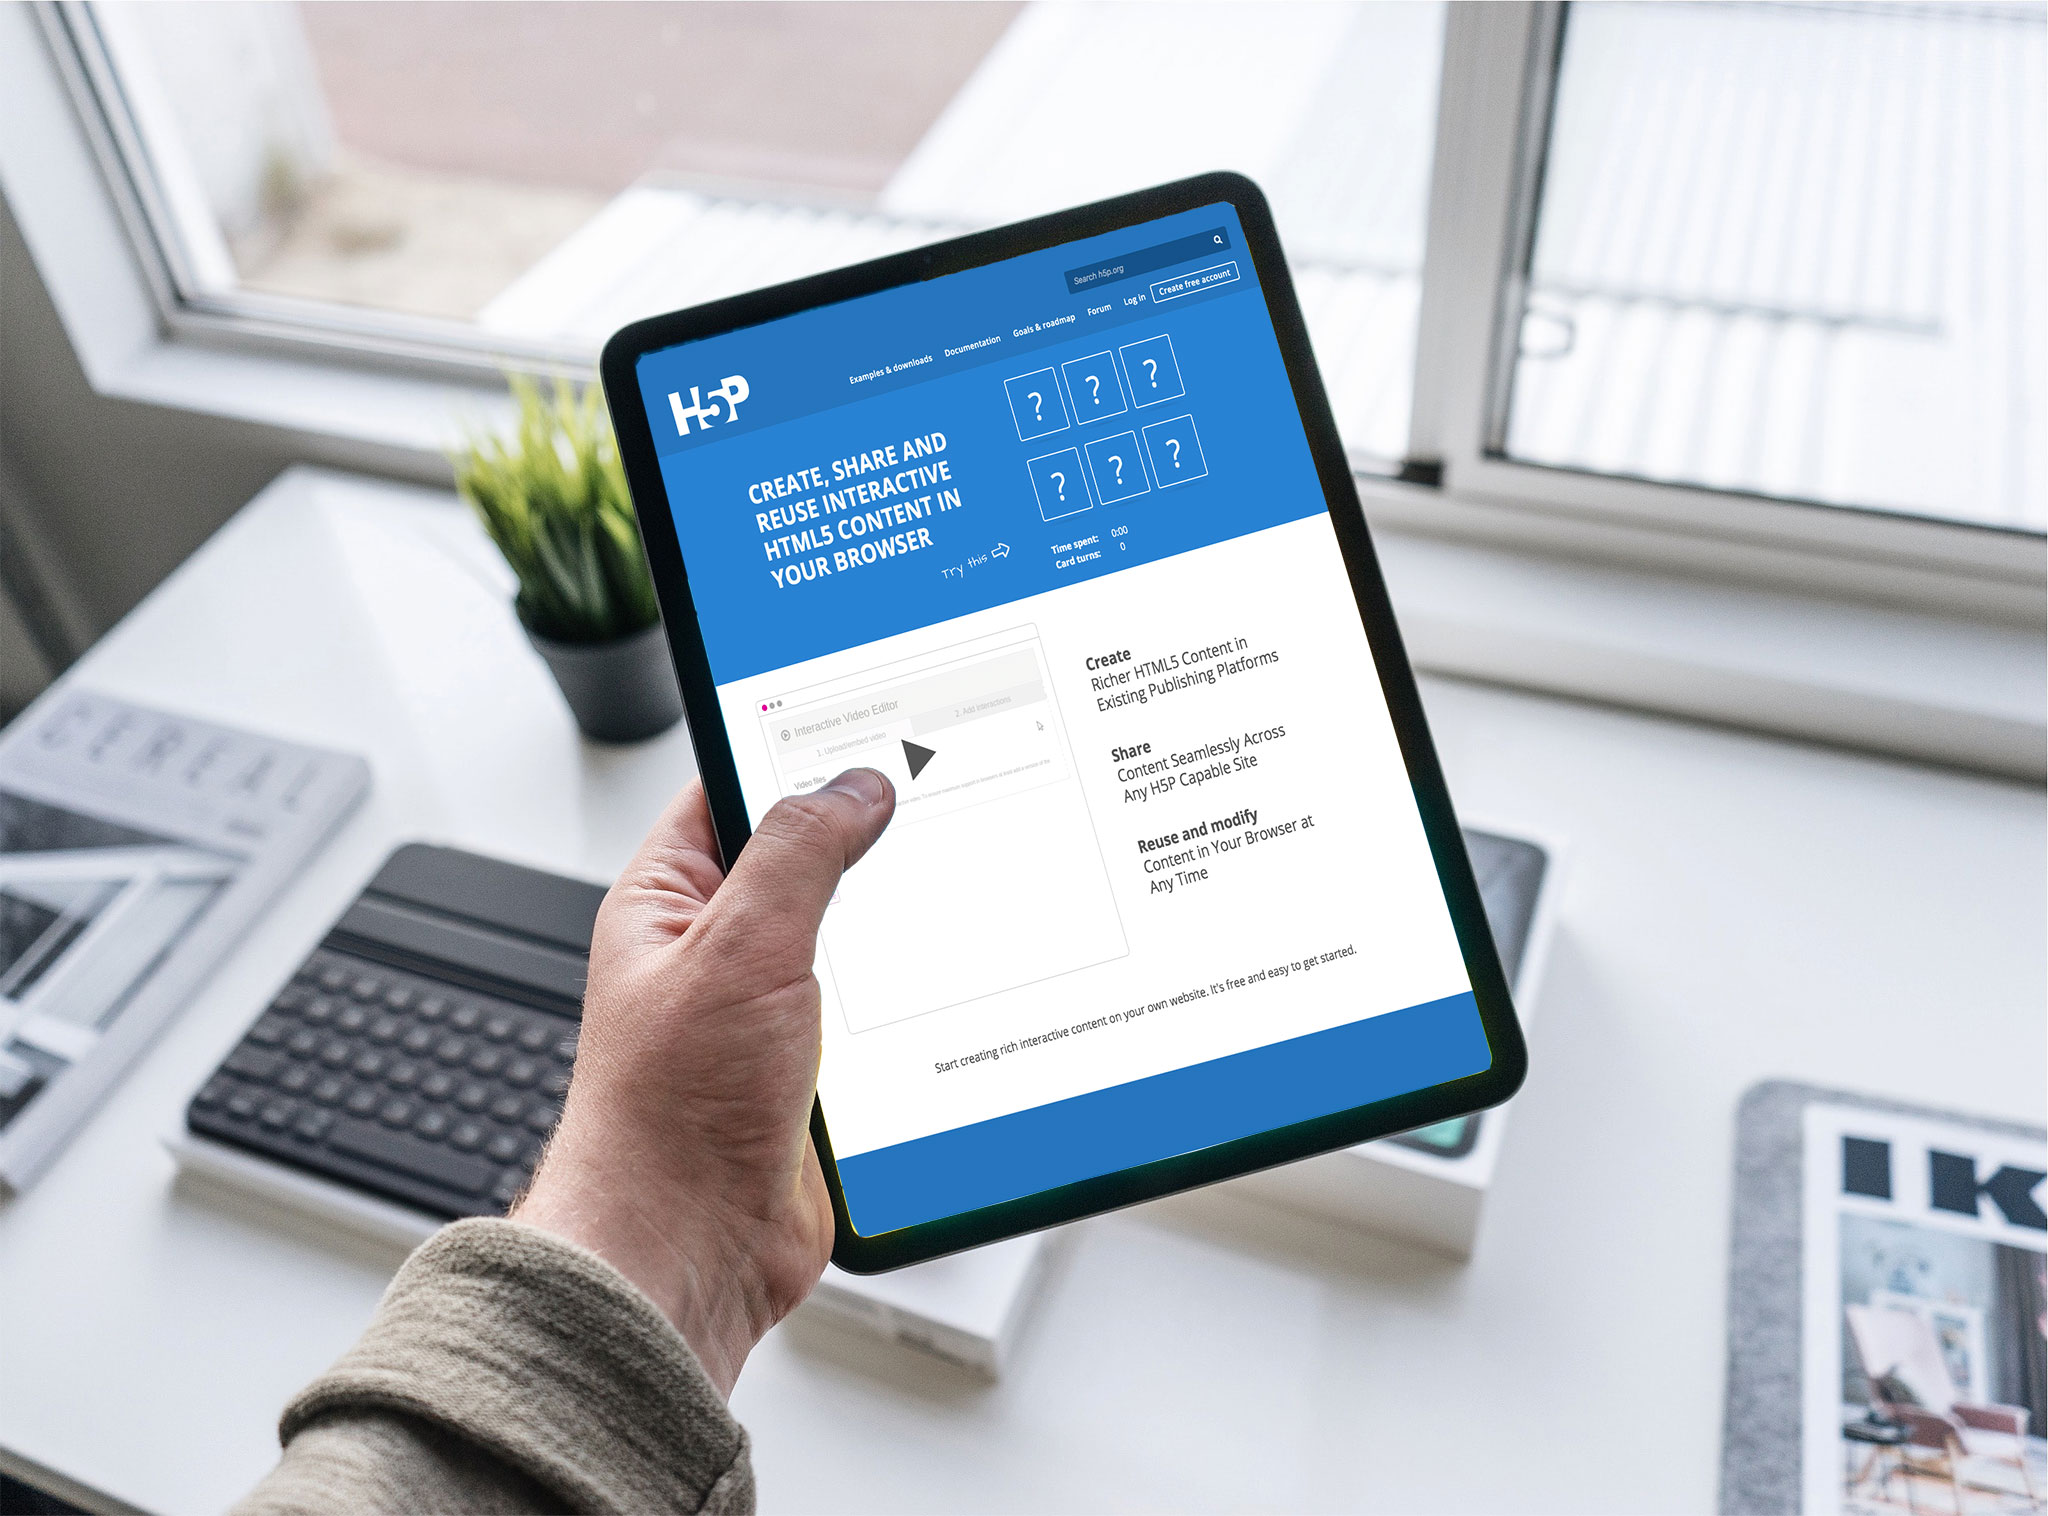 Search h5p.org
Examples & downloads
Documentation
Goals & roadmap
Forum
Log in
Create free account
H5P
CREATE, SHARE AND
REUSE INTERACTIVE
HTML5 CONTENT IN
YOUR BROWSER
Try this
? ? ?
? ? ?
Time spent: 0:00
Card turns: 0
Interactive Video Editor
1. Upload/embed video
2. Add interactions
Video files
Create
Richer HTML5 Content in
Existing Publishing Platforms
Share
Content Seamlessly Across
Any H5P Capable Site
Reuse and modify
Content in Your Browser at
Any Time
Start creating rich interactive content on your own website. It's free and easy to get started.
CEREAL
IK